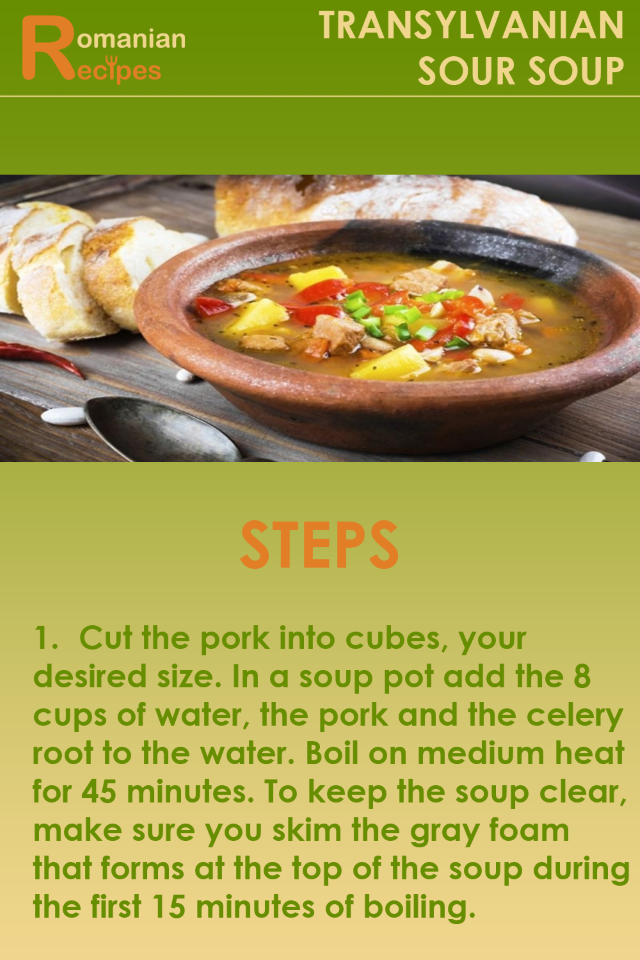 Romanian
Recipes
TRANSYLVANIAN
SOUR SOUP
STEPS
1. Cut the pork into cubes, your
desired size. In a soup pot add the 8
cups of water, the pork and the celery
root to the water. Boil on medium heat
for 45 minutes. To keep the soup clear,
make sure you skim the gray foam
that forms at the top of the soup during
the first 15 minutes of boiling.